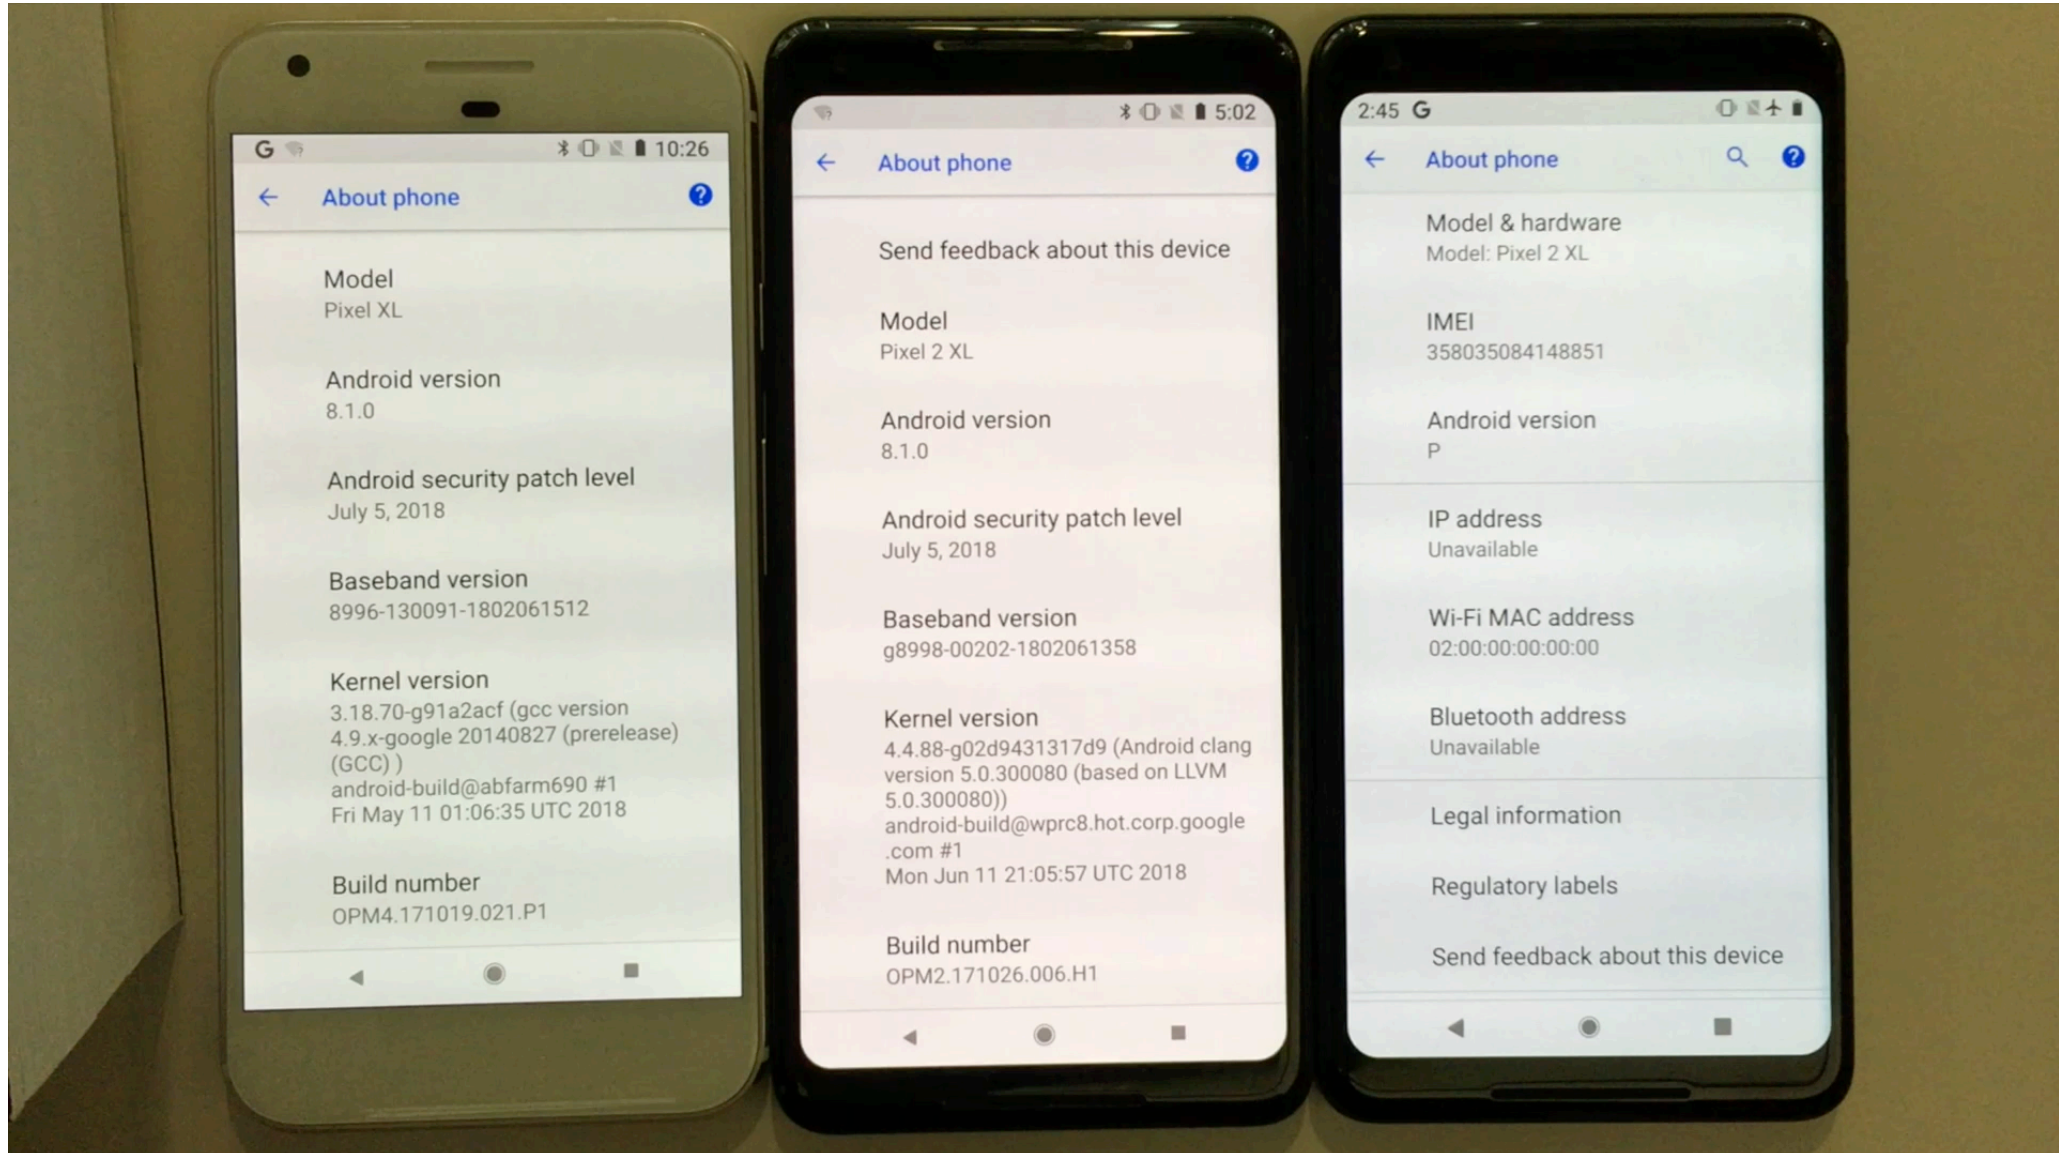 G
10:26
About phone
?
Model
Pixel XL
Android version
8.1.0
Android security patch level
July 5, 2018
Baseband version
8996-130091-1802061512
Kernel version
3.18.70-g91a2acf (gcc version
4.9.x-google 20140827 (prerelease)
(GCC) )
android-build@abfarm690 #1
Fri May 11 01:06:35 UTC 2018
Build number
OPM4.171019.021.P1
5:02
About phone
?
Send feedback about this device
Model
Pixel 2 XL
Android version
8.1.0
Android security patch level
July 5, 2018
Baseband version
g8998-00202-1802061358
Kernel version
4.4.88-g02d9431317d9 (Android clang
version 5.0.300080 (based on LLVM
5.0.300080))
android-build@wprc8.hot.corp.google
.com #1
Mon Jun 11 21:05:57 UTC 2018
Build number
OPM2.171026.006.H1
2:45 G
About phone
?
Model & hardware
Model: Pixel 2 XL
IMEI
358035084148851
Android version
P
IP address
Unavailable
Wi-Fi MAC address
02:00:00:00:00:00
Bluetooth address
Unavailable
Legal information
Regulatory labels
Send feedback about this device